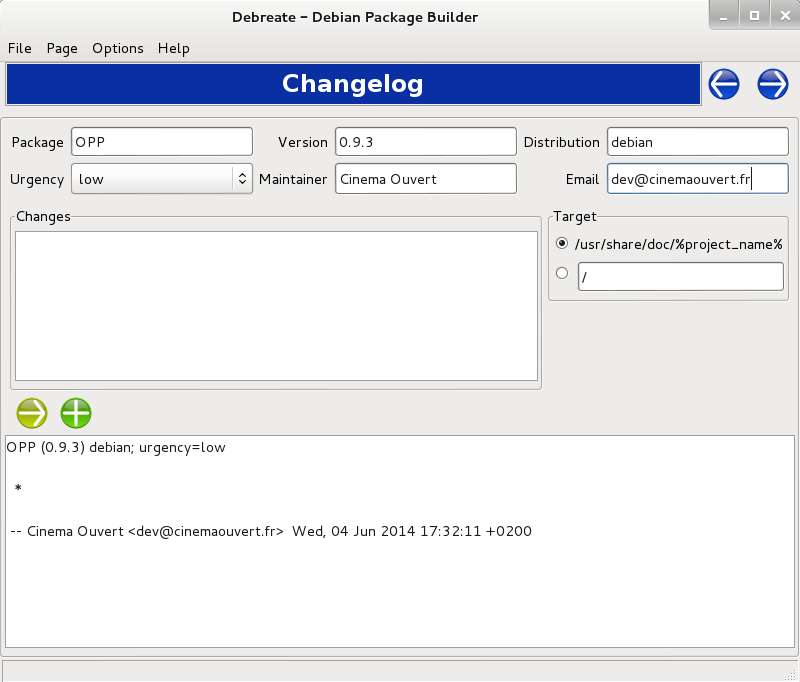 Debreate - Debian Package Builder
File Page Options Help
Changelog
Package OPP Version 0.9.3 Distribution debian
Urgency low Maintainer Cinema Ouvert Email dev@cinemaouvert.fr
Changes
Target
/usr/share/doc/%project_name%
/
OPP (0.9.3) debian; urgency=low
*
-- Cinema Ouvert <dev@cinemaouvert.fr>  Wed, 04 Jun 2014 17:32:11 +0200